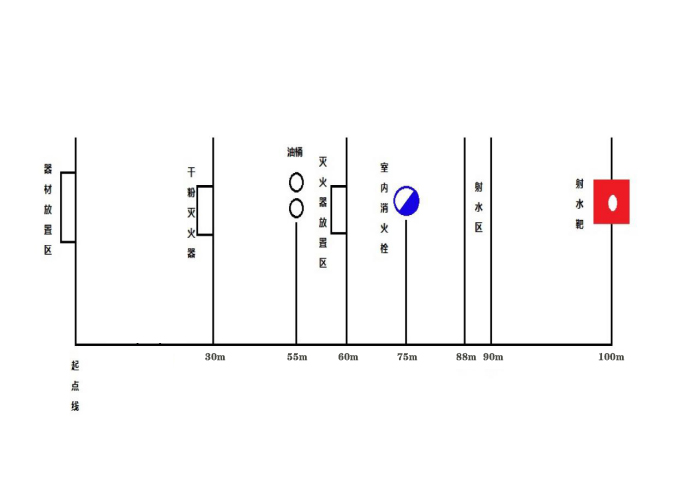 器材放置区
干粉灭火器
油桶
灭火器放置区
室内消火栓
射水区
射水靶
30m
55m
60m
75m
88m
90m
100m
起点线